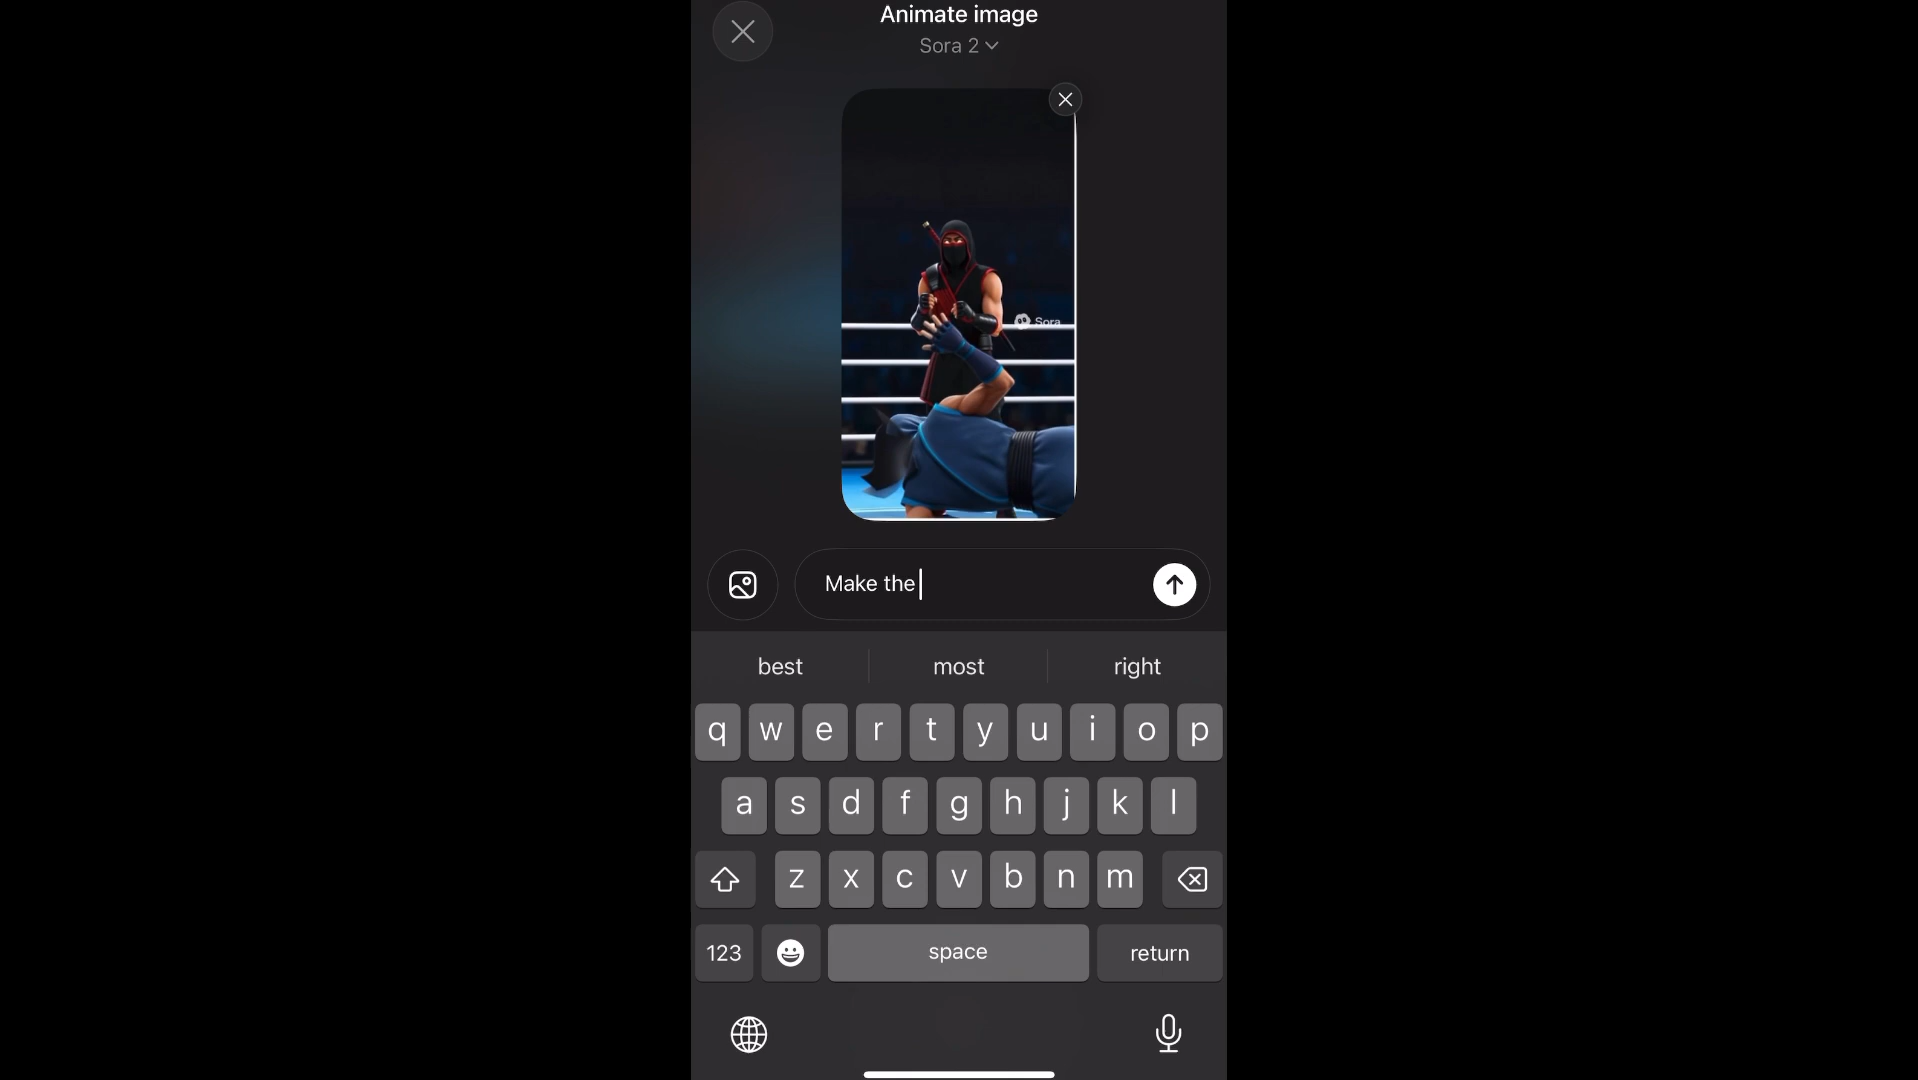 Animate image
Sora 2
Sora
Make the
best most right
q w e r t y u i o p
a s d f g h j k l
z x c v b n m
123 space return